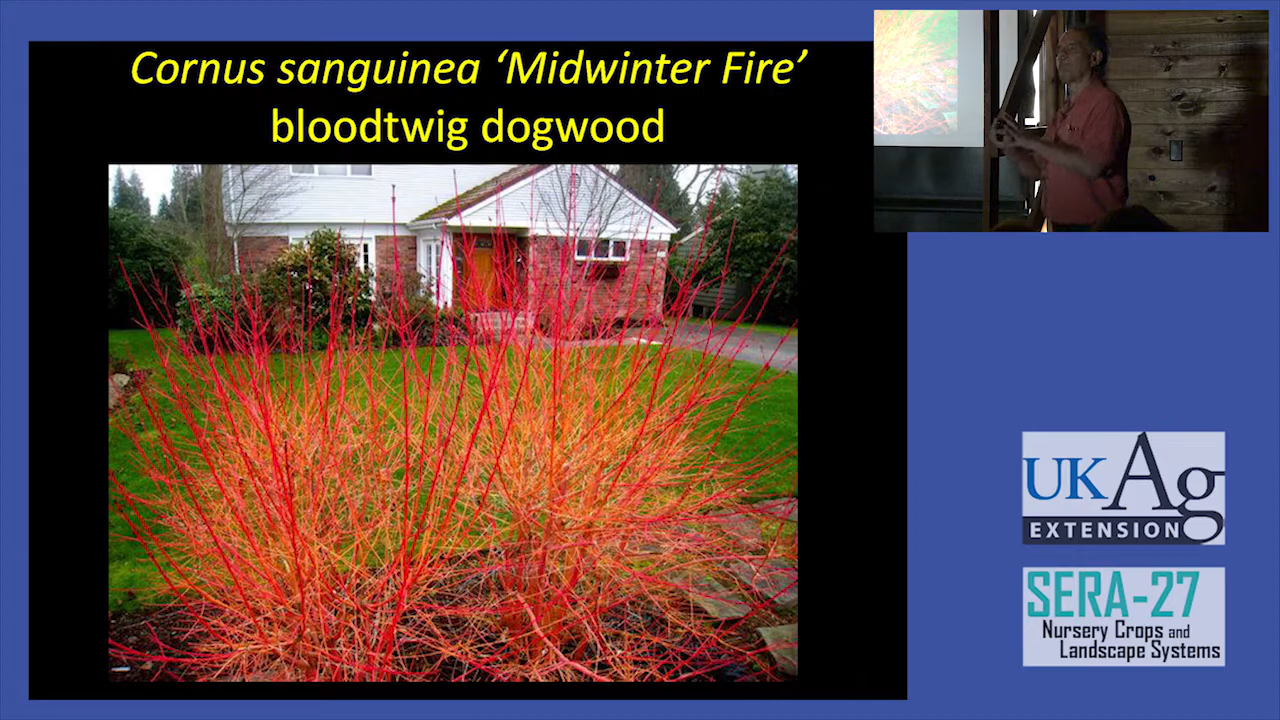 Cornus sanguinea ‘Midwinter Fire’
bloodtwig dogwood
UKAg
EXTENSION
SERA-27
Nursery Crops and
Landscape Systems